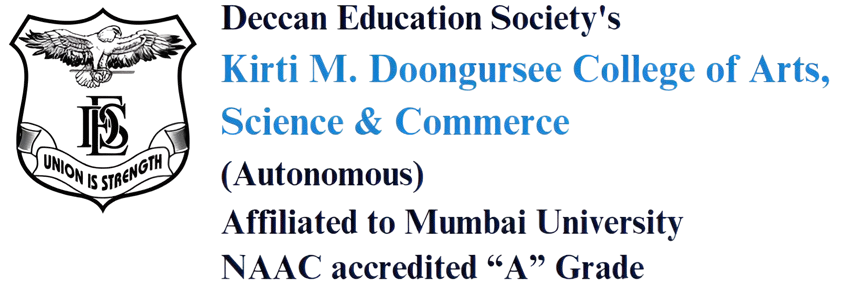 DES
UNION IS STRENGTH
Deccan Education Society's
Kirti M. Doongursee College of Arts,
Science & Commerce
(Autonomous)
Affiliated to Mumbai University
NAAC accredited “A” Grade